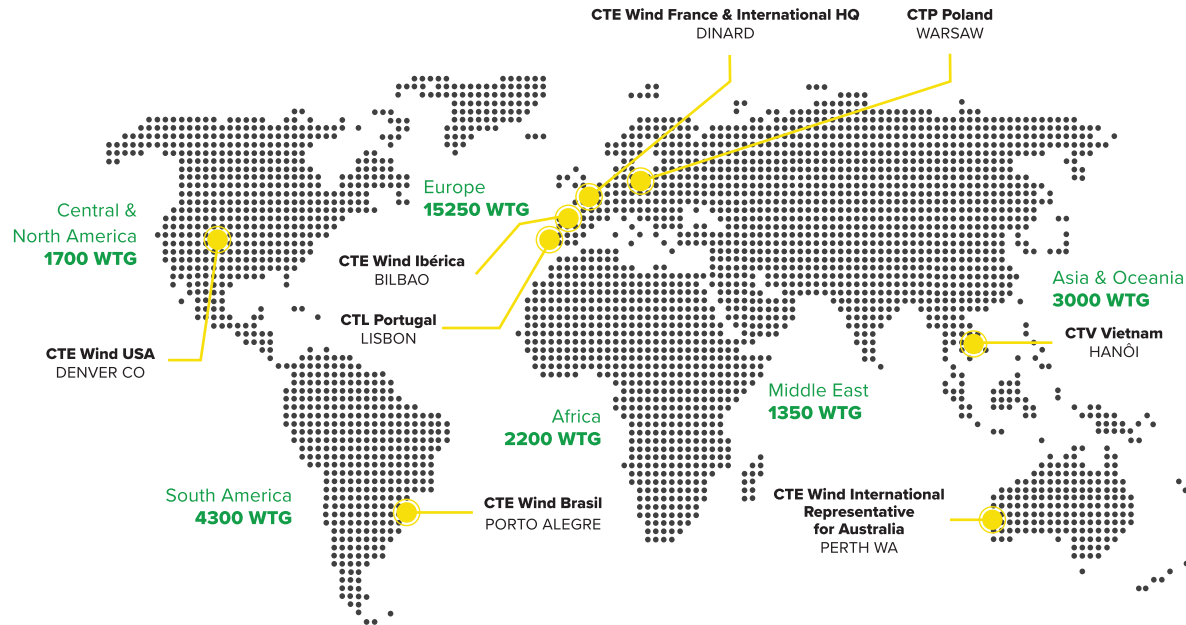 CTE Wind France & International HQ
DINARD
CTP Poland
WARSAW
Europe
15250 WTG
Central &
North America
1700 WTG
CTE Wind Ibérica
BILBAO
Asia & Oceania
3000 WTG
CTL Portugal
LISBON
CTV Vietnam
HANÔI
CTE Wind USA
DENVER CO
Middle East
1350 WTG
Africa
2200 WTG
South America
4300 WTG
CTE Wind Brasil
PORTO ALEGRE
CTE Wind International
Representative
for Australia
PERTH WA